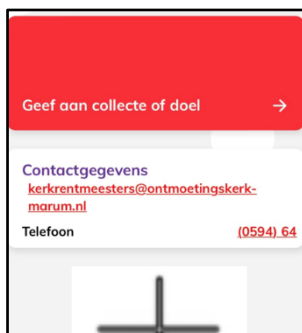 Geef aan collecte of doel →
Contactgegevens
kerkrentmeesters@ontmoetingskerk-
marum.nl
Telefoon (0594) 64